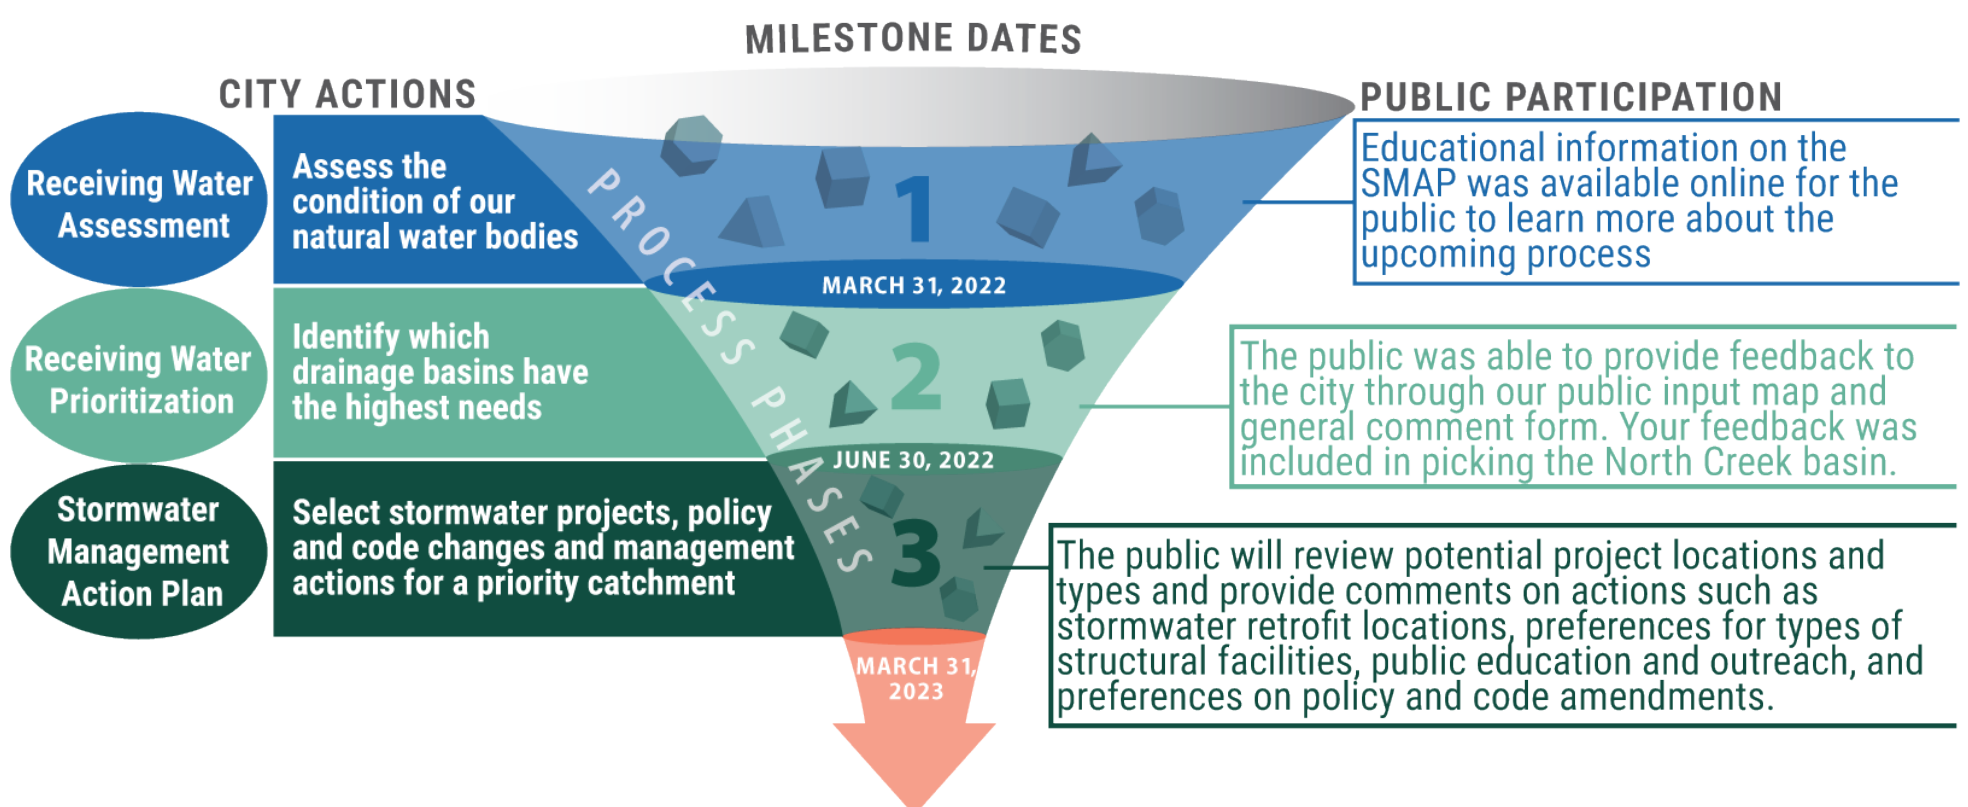 MILESTONE DATES
CITY ACTIONS
PUBLIC PARTICIPATION
PROCESS PHASES
Receiving Water
Assessment
Assess the
condition of our
natural water bodies
1
MARCH 31, 2022
Educational information on the
SMAP was available online for the
public to learn more about the
upcoming process
Receiving Water
Prioritization
Identify which
drainage basins have
the highest needs
2
JUNE 30, 2022
The public was able to provide feedback to
the city through our public input map and
general comment form. Your feedback was
included in picking the North Creek basin.
Stormwater
Management
Action Plan
Select stormwater projects, policy
and code changes and management
actions for a priority catchment
3
MARCH 31,
2023
The public will review potential project locations and
types and provide comments on actions such as
stormwater retrofit locations, preferences for types of
structural facilities, public education and outreach, and
preferences on policy and code amendments.